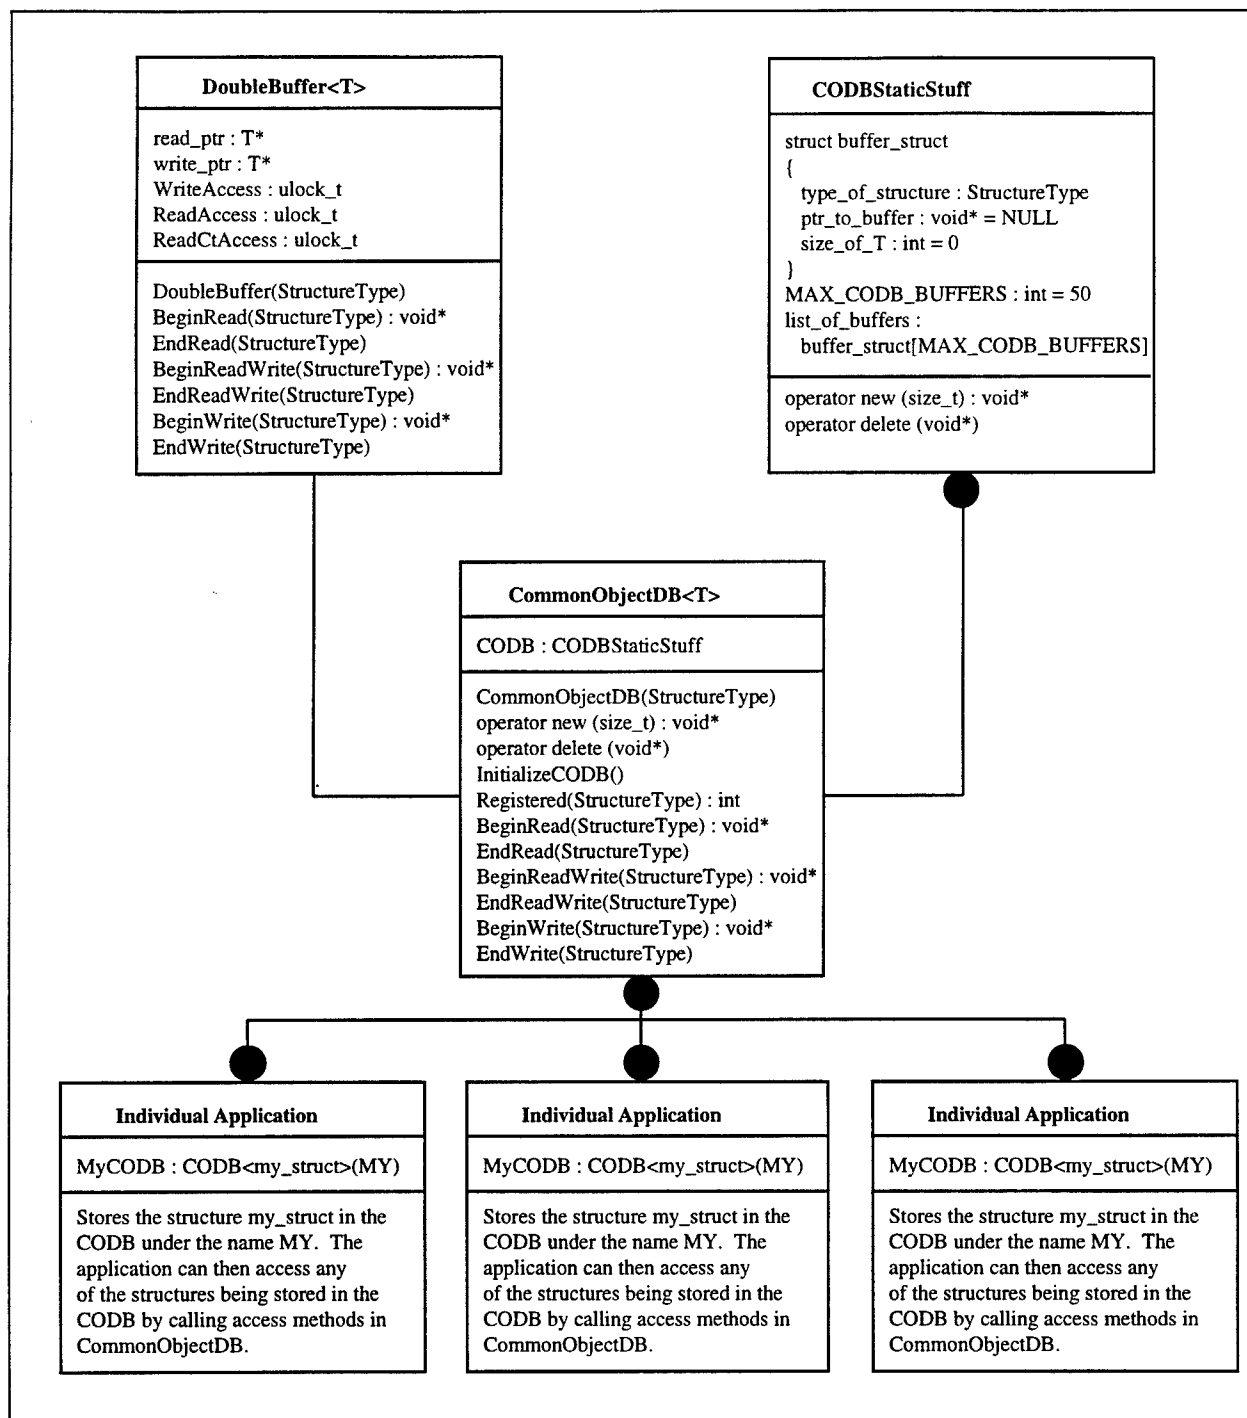 DoubleBuffer<T>
read_ptr : T*
write_ptr : T*
WriteAccess : ulock_t
ReadAccess : ulock_t
ReadCtAccess : ulock_t
DoubleBuffer(StructureType)
BeginRead(StructureType) : void*
EndRead(StructureType)
BeginReadWrite(StructureType) : void*
EndReadWrite(StructureType)
BeginWrite(StructureType) : void*
EndWrite(StructureType)
CODBStaticStuff
struct buffer_struct
{
type_of_structure : StructureType
ptr_to_buffer : void* = NULL
size_of_T : int = 0
}
MAX_CODB_BUFFERS : int = 50
list_of_buffers :
buffer_struct[MAX_CODB_BUFFERS]
operator new (size_t) : void*
operator delete (void*)
CommonObjectDB<T>
CODB : CODBStaticStuff
CommonObjectDB(StructureType)
operator new (size_t) : void*
operator delete (void*)
InitializeCODB()
Registered(StructureType) : int
BeginRead(StructureType) : void*
EndRead(StructureType)
BeginReadWrite(StructureType) : void*
EndReadWrite(StructureType)
BeginWrite(StructureType) : void*
EndWrite(StructureType)
Individual Application
MyCODB : CODB<my_struct>(MY)
Stores the structure my_struct in the
CODB under the name MY.  The
application can then access any
of the structures being stored in the
CODB by calling access methods in
CommonObjectDB.
Individual Application
MyCODB : CODB<my_struct>(MY)
Stores the structure my_struct in the
CODB under the name MY.  The
application can then access any
of the structures being stored in the
CODB by calling access methods in
CommonObjectDB.
Individual Application
MyCODB : CODB<my_struct>(MY)
Stores the structure my_struct in the
CODB under the name MY.  The
application can then access any
of the structures being stored in the
CODB by calling access methods in
CommonObjectDB.